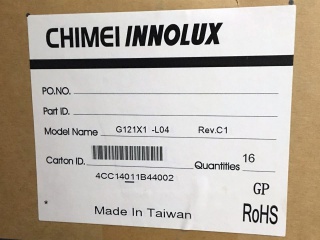 CHIMEI INNOLUX
PO.NO.
Part ID.
Model Name G121X1 -L04 Rev.C1
Carton ID. Quantities 16
4CC14011B44002
GP
Made In Taiwan RoHS